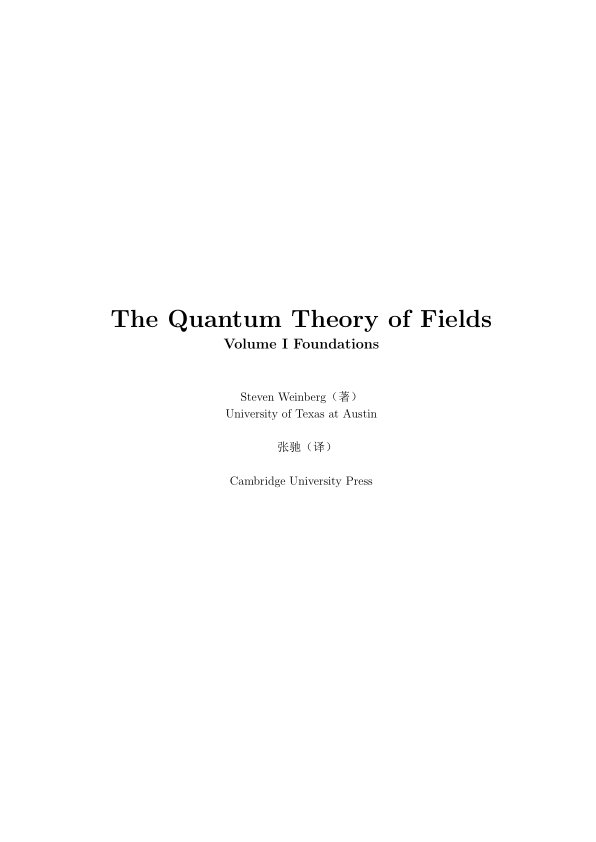 The Quantum Theory of Fields
Volume I Foundations
Steven Weinberg（著）
University of Texas at Austin
张驰（译）
Cambridge University Press